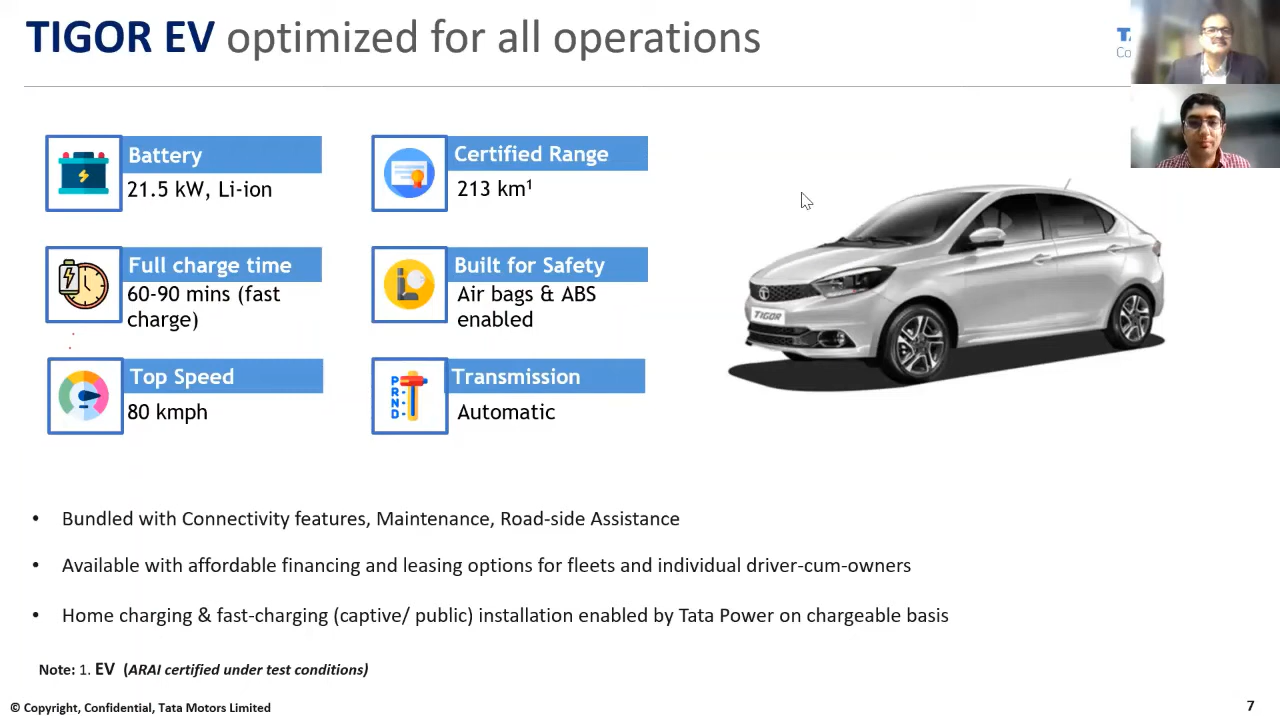 TIGOR EV optimized for all operations
Battery
21.5 kW, Li-ion
Certified Range
213 km¹
Full charge time
60-90 mins (fast
charge)
Built for Safety
Air bags & ABS
enabled
Top Speed
80 kmph
Transmission
Automatic
P
R
N
D
TIGOR
• Bundled with Connectivity features, Maintenance, Road-side Assistance
• Available with affordable financing and leasing options for fleets and individual driver-cum-owners
• Home charging & fast-charging (captive/ public) installation enabled by Tata Power on chargeable basis
Note: 1. EV (ARAI certified under test conditions)
© Copyright, Confidential, Tata Motors Limited
7